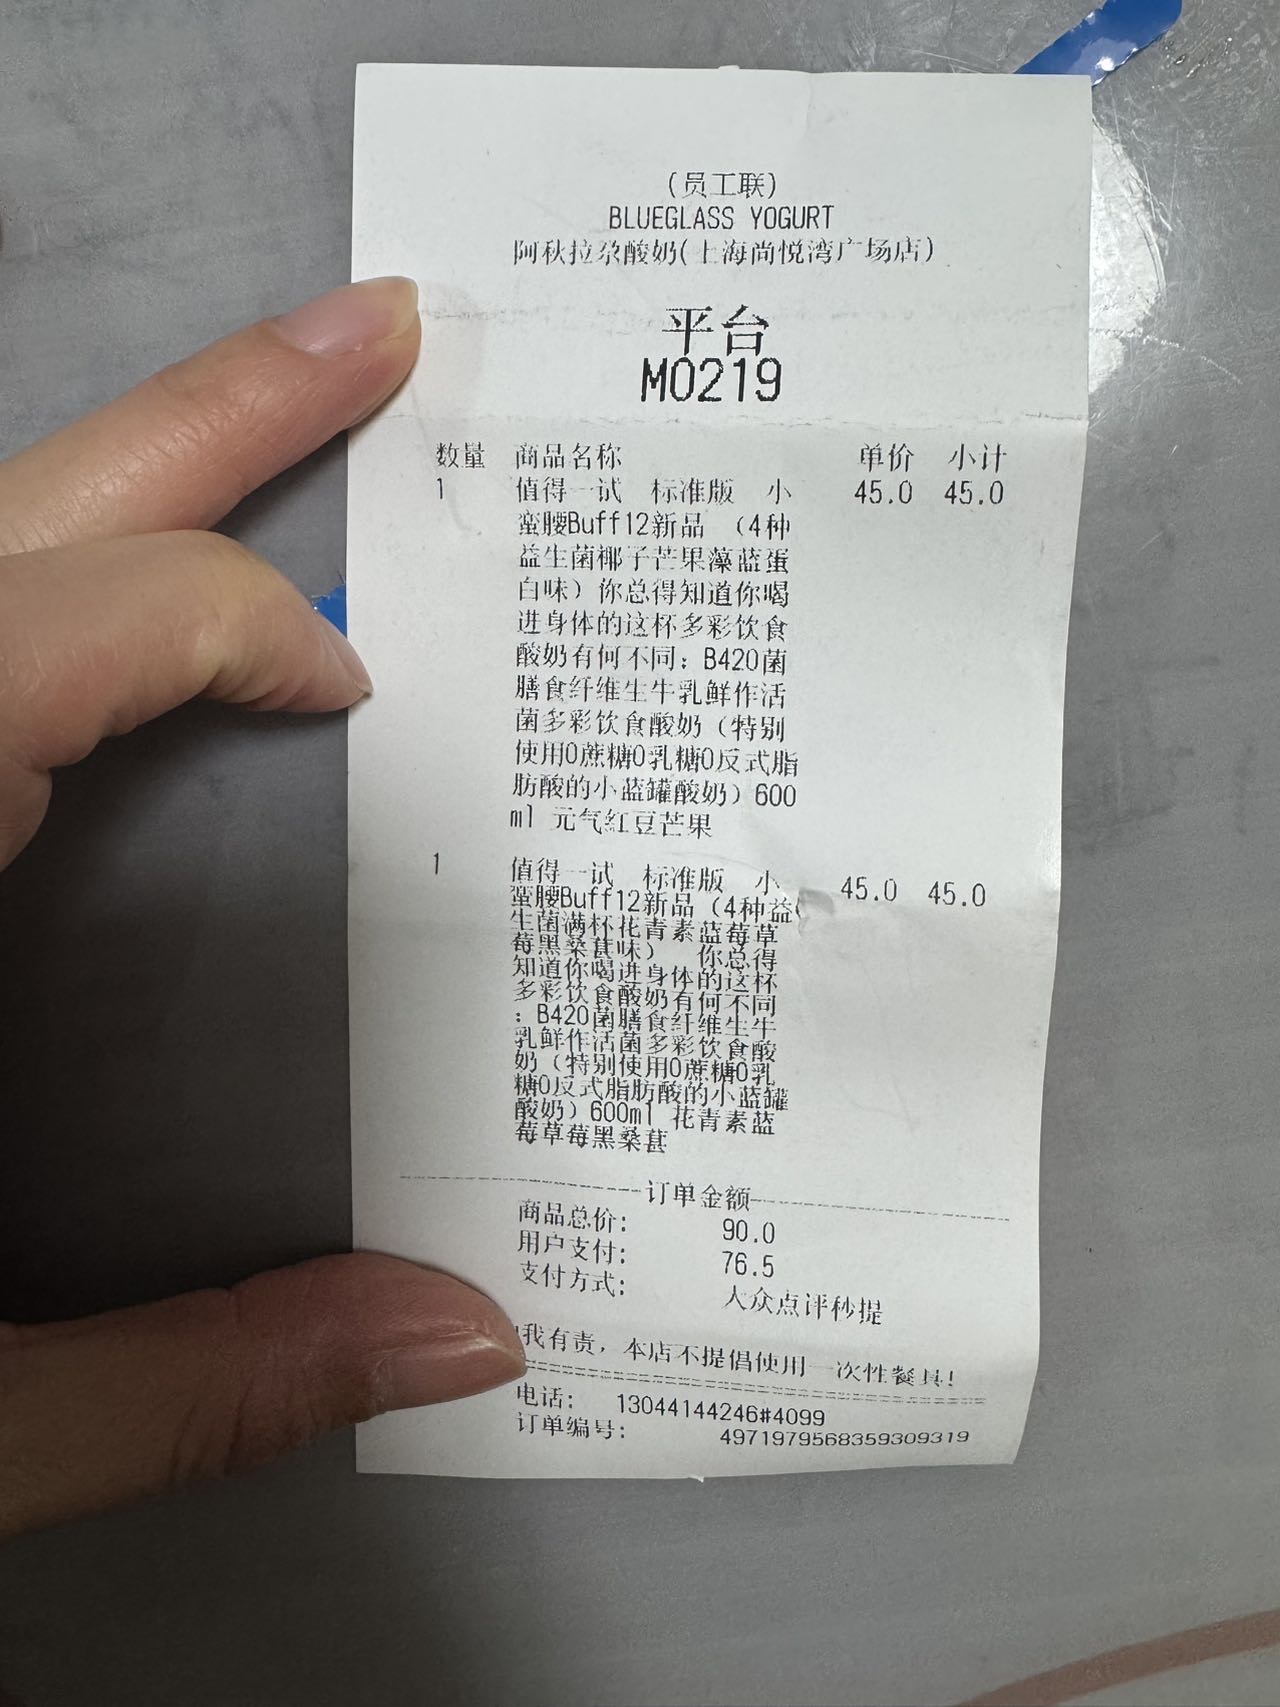 (员工联)
BLUEGLASS YOGURT
阿秋拉尕酸奶(上海尚悦湾广场店)
平台
M0219
数量 商品名称 单价 小计
1 值得一试 标准版 小 45.0 45.0
蛮腰Buff12新品 (4种
益生菌椰子芒果藻蓝蛋
白味) 你总得知道你喝
进身体的这杯多彩饮食
酸奶有何不同: B420菌
膳食纤维生牛乳鲜作活
菌多彩饮食酸奶 (特别
使用0蔗糖0乳糖0反式脂
肪酸的小蓝罐酸奶) 600
ml 元气红豆芒果
1 值得一试 标准版 小 45.0 45.0
蛮腰Buff12新品 (4种益
生菌满杯花青素蓝莓草
莓黑桑葚味) 你总得
知道你喝进身体的这杯
多彩饮食酸奶有何不同
: B420菌膳食纤维生牛
乳鲜作活菌多彩饮食酸
奶 (特别使用0蔗糖0乳
糖0反式脂肪酸的小蓝罐
酸奶) 600ml 花青素蓝
莓草莓黑桑葚
订单金额
商品总价: 90.0
用户支付: 76.5
支付方式: 大众点评秒提
我有责, 本店不提倡使用一次性餐具!
电话: 13044144246#4099
订单编号: 4971979568359309319